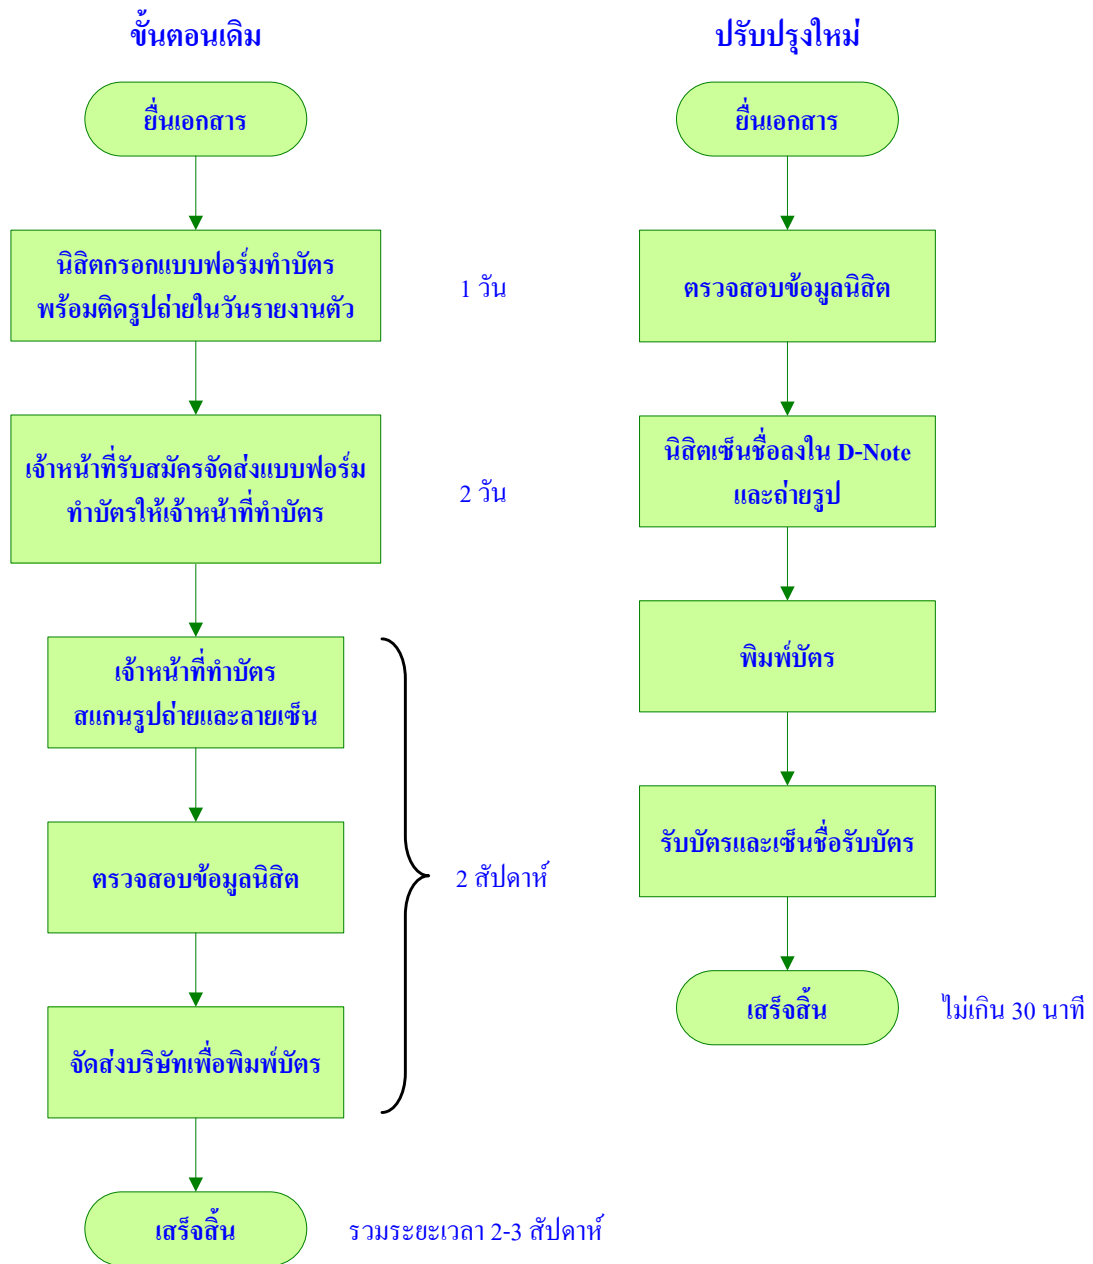 ขั้นตอนเดิม
ยื่นเอกสาร
นิสิตกรอกแบบฟอร์มทำบัตร
พร้อมติดรูปถ่ายในวันรายงานตัว
1 วัน
เจ้าหน้าที่รับสมัครจัดส่งแบบฟอร์ม
ทำบัตรให้เจ้าหน้าที่ทำบัตร
2 วัน
เจ้าหน้าที่ทำบัตร
สแกนรูปถ่ายและลายเซ็น
ตรวจสอบข้อมูลนิสิต
จัดส่งบริษัทเพื่อพิมพ์บัตร
2 สัปดาห์
เสร็จสิ้น
รวมระยะเวลา 2-3 สัปดาห์
ปรับปรุงใหม่
ยื่นเอกสาร
ตรวจสอบข้อมูลนิสิต
นิสิตเซ็นชื่อลงใน D-Note
และถ่ายรูป
พิมพ์บัตร
รับบัตรและเซ็นชื่อรับบัตร
เสร็จสิ้น
ไม่เกิน 30 นาที